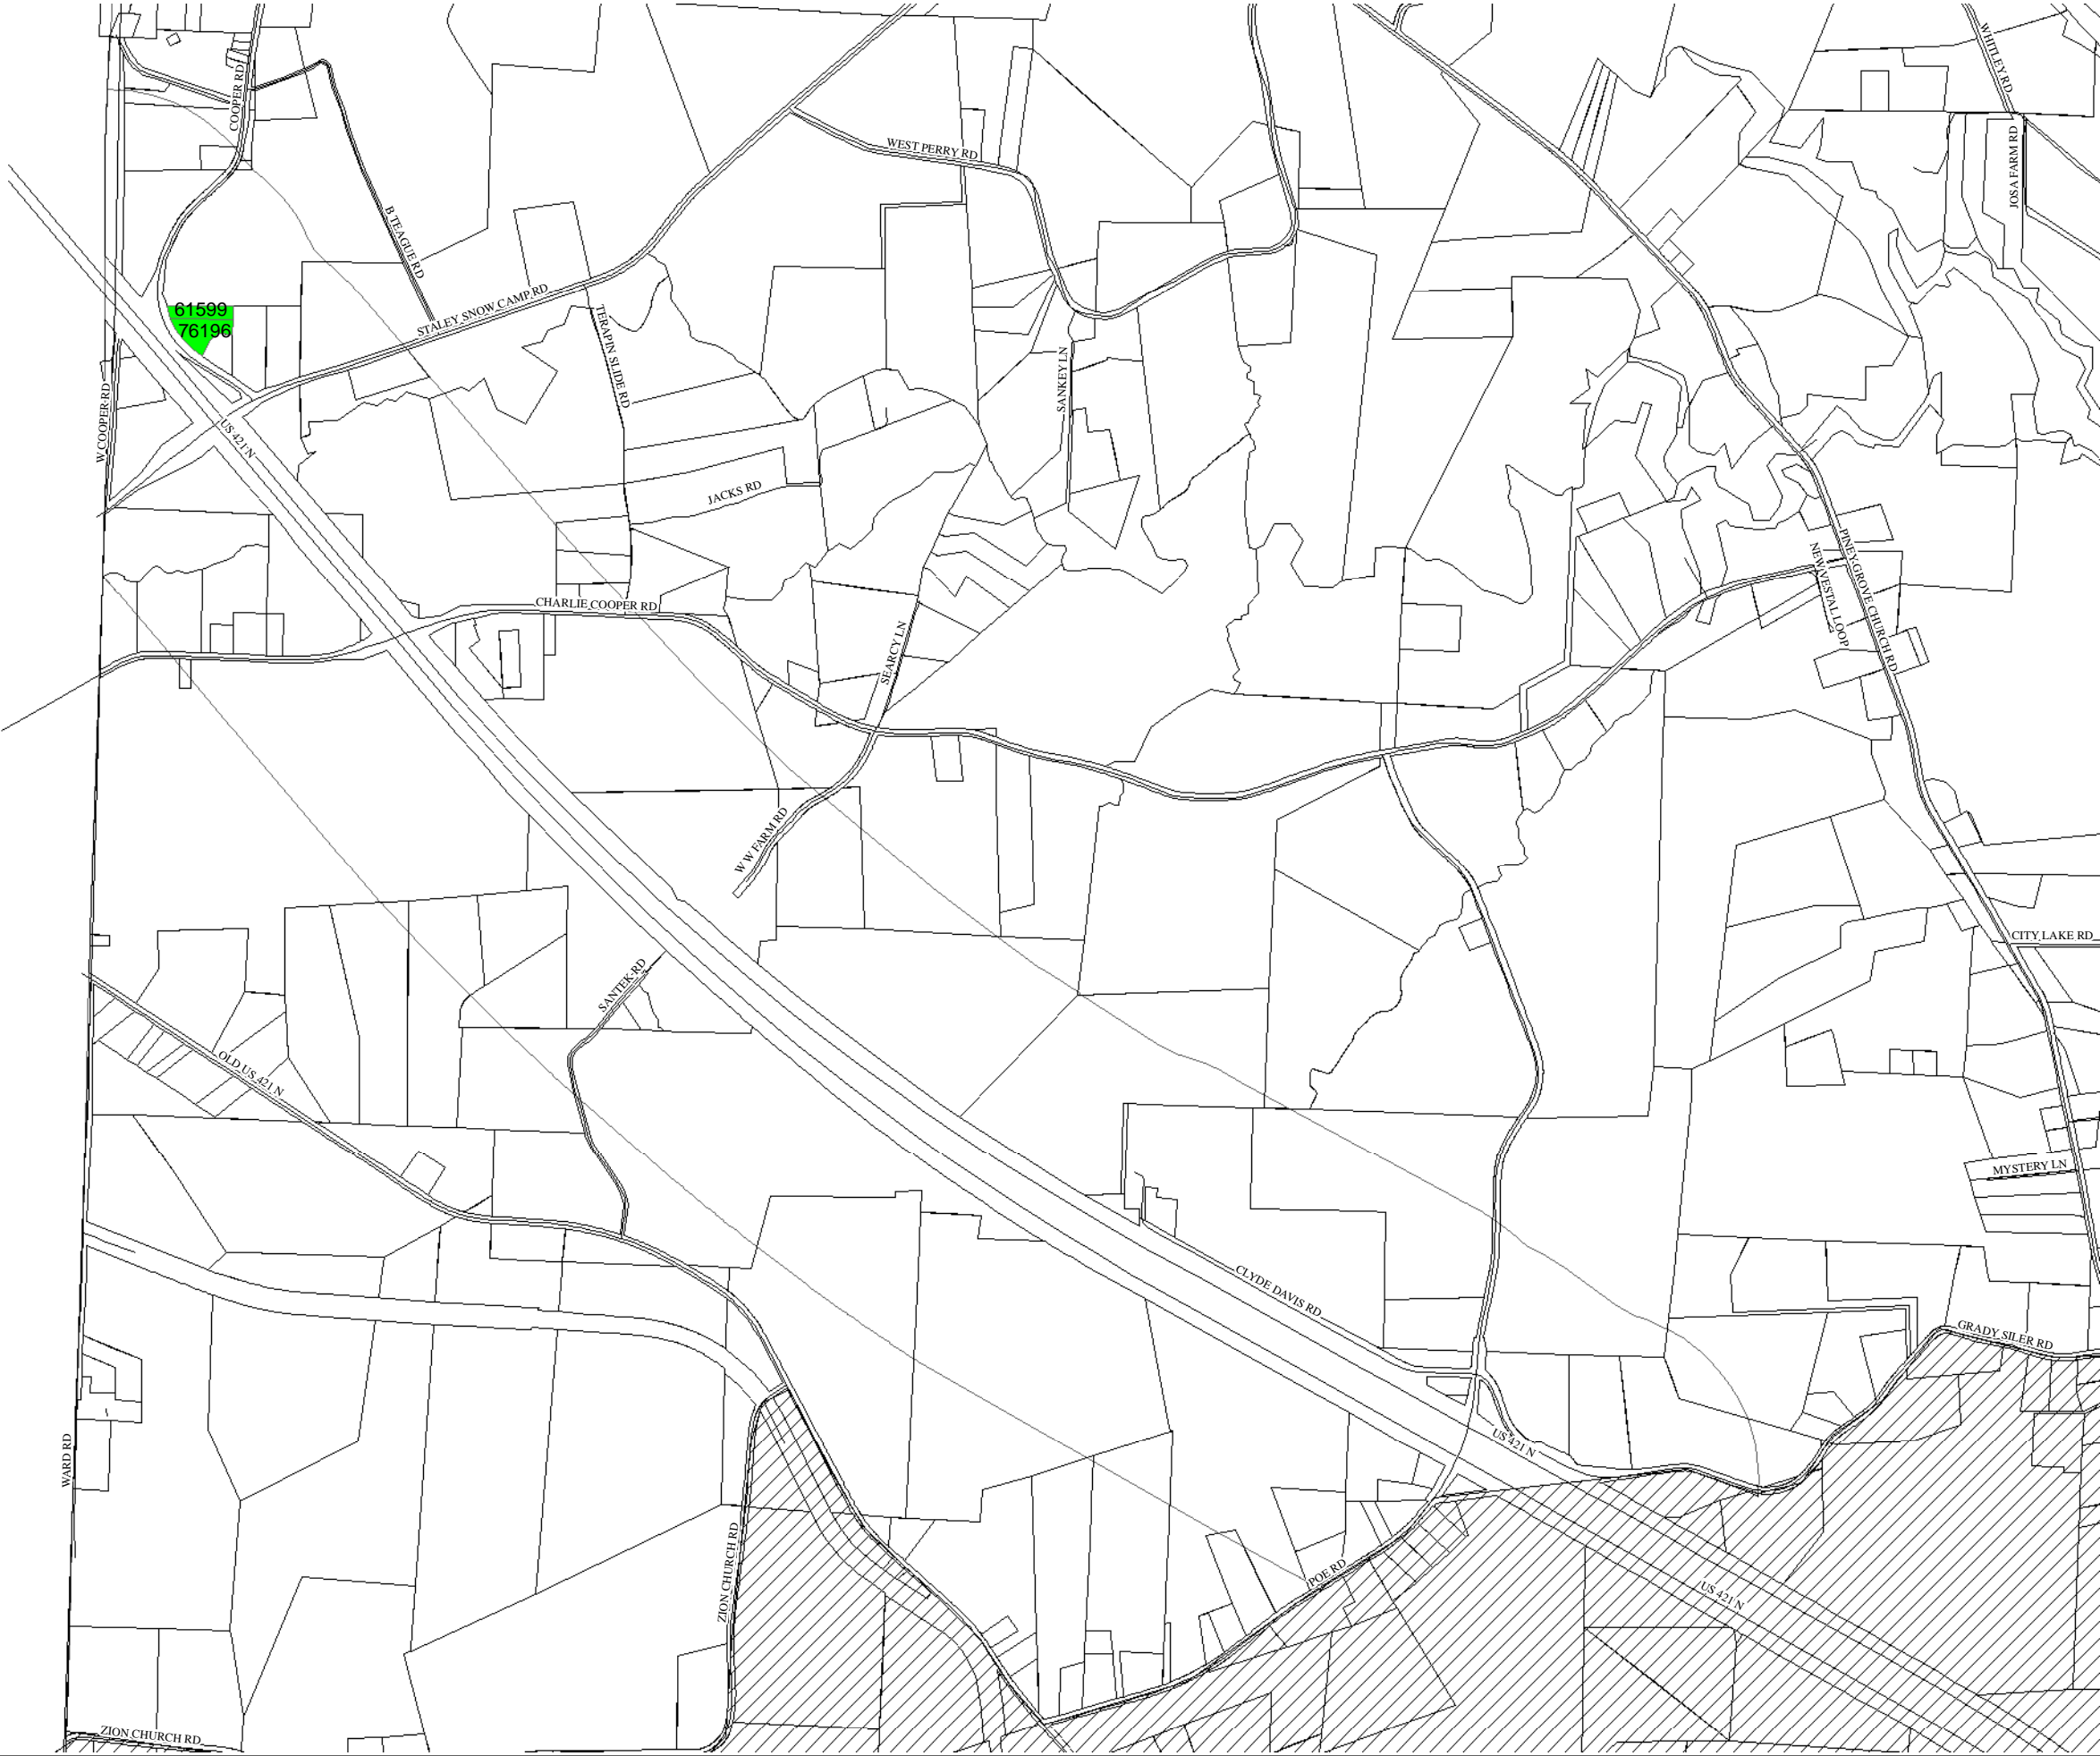 WHITLEY RD
COOPER RD
WEST PERRY RD
JOSA FARM RD
B TEAGUE RD
STALEY SNOW CAMP RD
61599
76196
TERAPIN SLIDE RD
SANKEY LN
W COOPER RD
US 421 N
JACKS RD
PINEY GROVE CHURCH RD
NEW VESTAL LOOP
CHARLIE COOPER RD
SEARCY LN
W W FARM RD
CITY LAKE RD
SANTEK RD
OLD US 421 N
MYSTERY LN
CLYDE DAVIS RD
GRADY SILER RD
US 421 N
WARD RD
ZION CHURCH RD
POE RD
US 421 N
ZION CHURCH RD